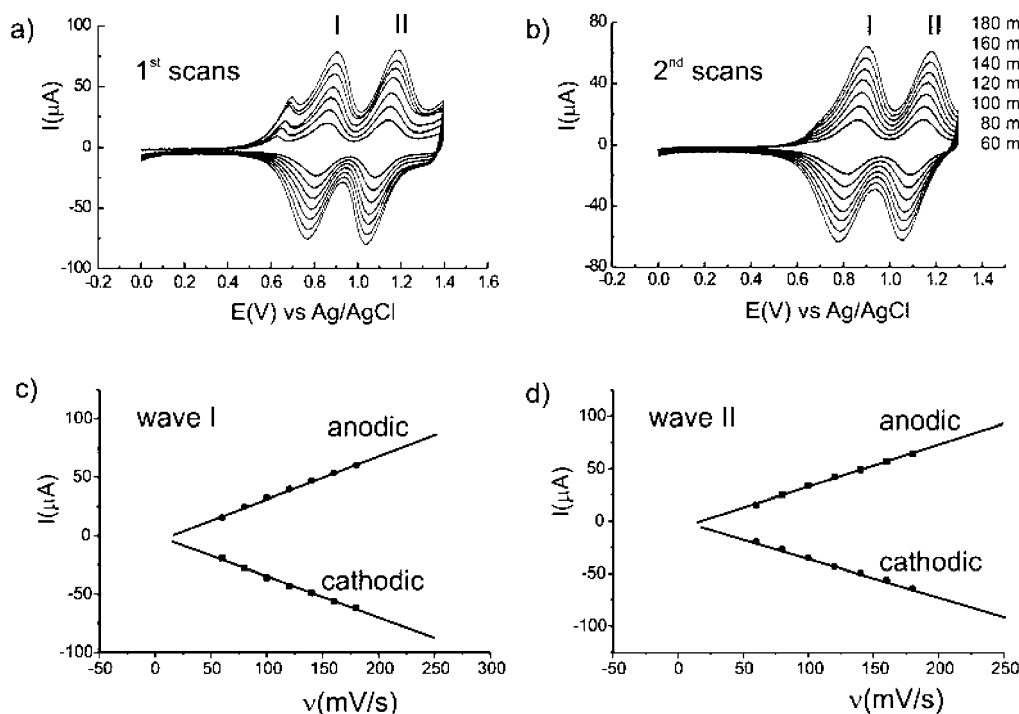 a)
I II
1st scans
I(μA)
100
50
0
-50
-100
-0.2 0.0 0.2 0.4 0.6 0.8 1.0 1.2 1.4 1.6
E(V) vs Ag/AgCl
b)
I II
2nd scans
180 m
160 m
140 m
120 m
100 m
80 m
60 m
I(μA)
80
40
0
-40
-80
-0.2 0.0 0.2 0.4 0.6 0.8 1.0 1.2 1.4
E(V) vs Ag/AgCl
c)
wave I
anodic
cathodic
I(μA)
100
50
0
-50
-100
-50 0 50 100 150 200 250 300
ν(mV/s)
d)
wave II
anodic
cathodic
I(μA)
100
50
0
-50
-100
-50 0 50 100 150 200 250
ν(mV/s)